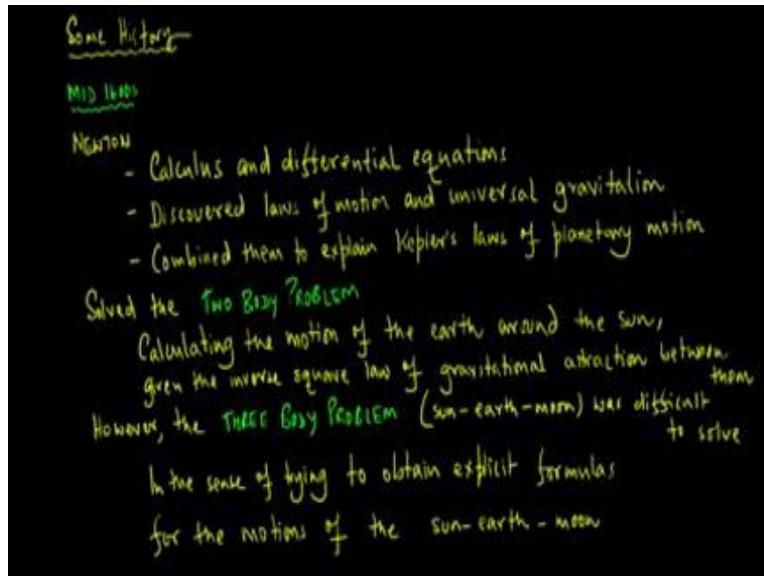 Some History
MID 1600s
NEWTON
- Calculus and differential equations
- Discovered laws of motion and universal gravitation
- Combined them to explain Kepler's laws of planetary motion
Solved the TWO BODY PROBLEM
Calculating the motion of the earth around the sun,
given the inverse square law of gravitational attraction between
them
However, the THREE BODY PROBLEM (sun-earth-moon) was difficult
to solve
In the sense of trying to obtain explicit formulas
for the motions of the sun-earth-moon